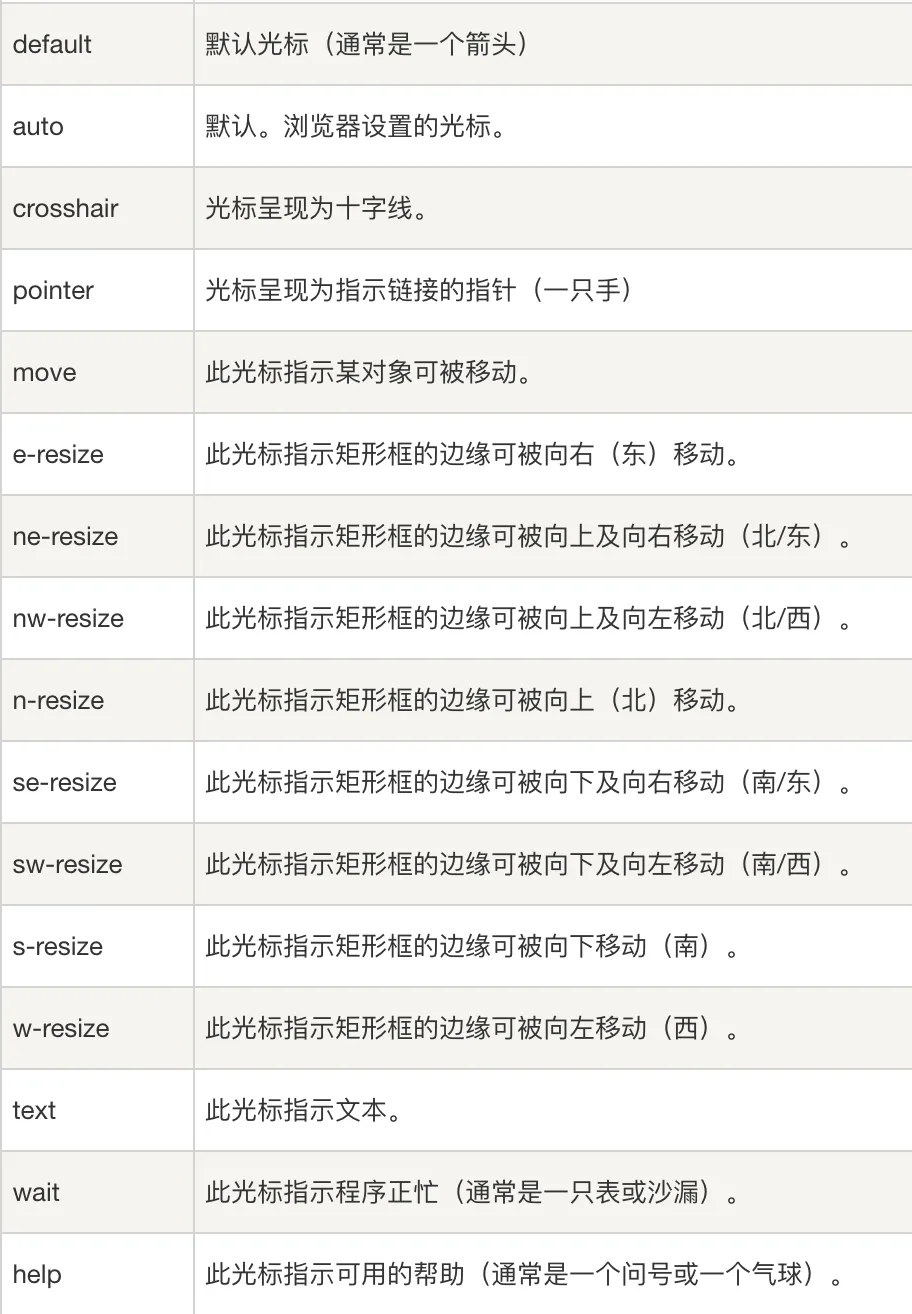 default 默认光标（通常是一个箭头）
auto 默认。浏览器设置的光标。
crosshair 光标呈现为十字线。
pointer 光标呈现为指示链接的指针（一只手）
move 此光标指示某对象可被移动。
e-resize 此光标指示矩形框的边缘可被向右（东）移动。
ne-resize 此光标指示矩形框的边缘可被向上及向右移动（北/东）。
nw-resize 此光标指示矩形框的边缘可被向上及向左移动（北/西）。
n-resize 此光标指示矩形框的边缘可被向上（北）移动。
se-resize 此光标指示矩形框的边缘可被向下及向右移动（南/东）。
sw-resize 此光标指示矩形框的边缘可被向下及向左移动（南/西）。
s-resize 此光标指示矩形框的边缘可被向下移动（南）。
w-resize 此光标指示矩形框的边缘可被向左移动（西）。
text 此光标指示文本。
wait 此光标指示程序正忙（通常是一只表或沙漏）。
help 此光标指示可用的帮助（通常是一个问号或一个气球）。